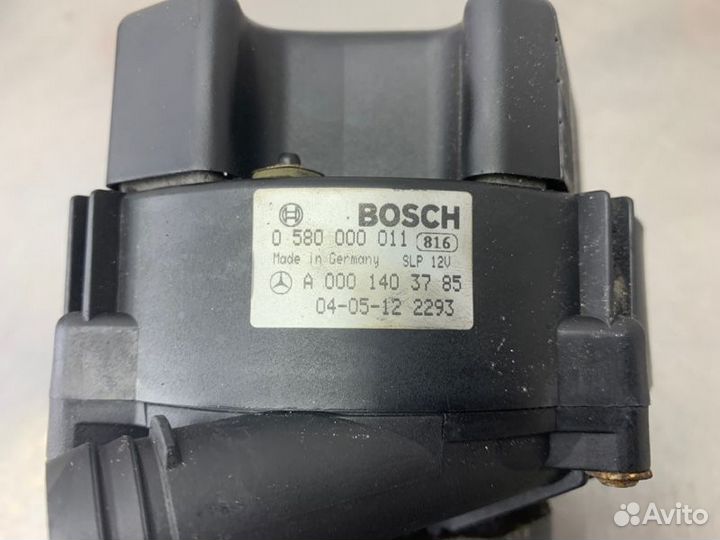 BOSCH
0 580 000 011 816
Made in Germany SLP 12V
A 000 140 37 85
04-05-12 2293
Avito